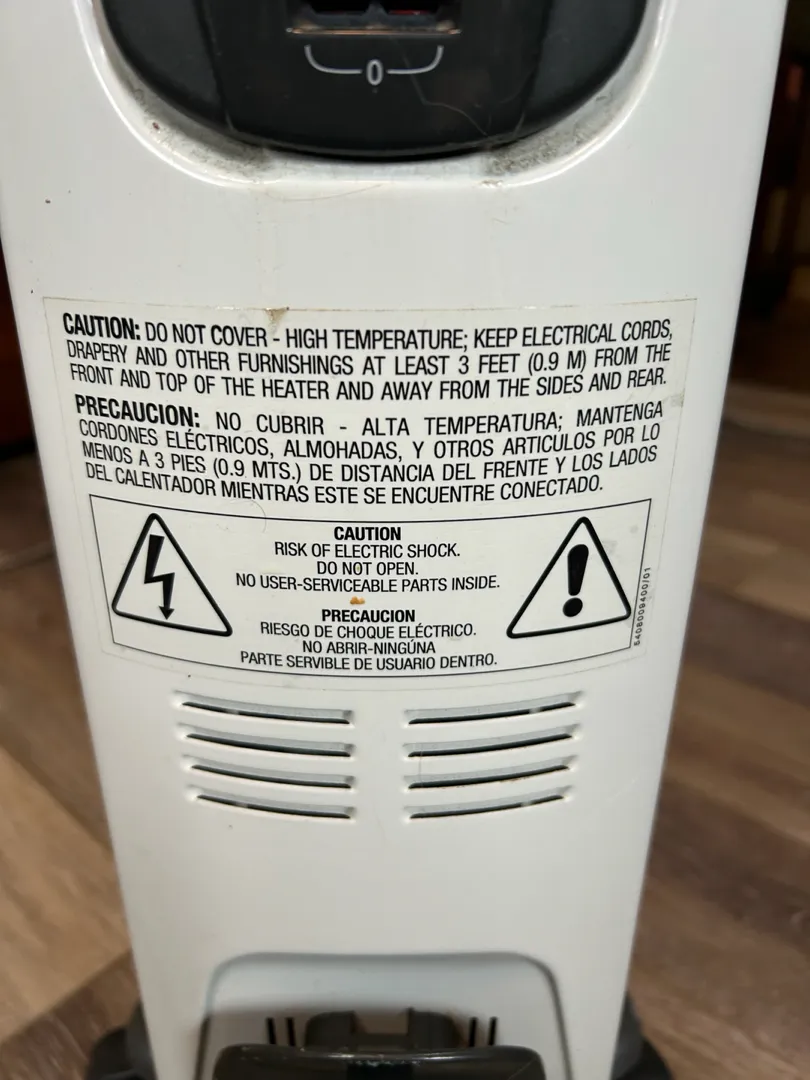 0
CAUTION: DO NOT COVER - HIGH TEMPERATURE; KEEP ELECTRICAL CORDS,
DRAPERY AND OTHER FURNISHINGS AT LEAST 3 FEET (0.9 M) FROM THE
FRONT AND TOP OF THE HEATER AND AWAY FROM THE SIDES AND REAR.
PRECAUCION: NO CUBRIR - ALTA TEMPERATURA; MANTENGA
CORDONES ELÉCTRICOS, ALMOHADAS, Y OTROS ARTICULOS POR LO
MENOS A 3 PIES (0.9 MTS.) DE DISTANCIA DEL FRENTE Y LOS LADOS
DEL CALENTADOR MIENTRAS ESTE SE ENCUENTRE CONECTADO.
CAUTION
RISK OF ELECTRIC SHOCK.
DO NOT OPEN.
NO USER-SERVICEABLE PARTS INSIDE.
PRECAUCION
RIESGO DE CHOQUE ELÉCTRICO.
NO ABRIR-NINGÚNA
PARTE SERVIBLE DE USUARIO DENTRO.
5408009400/01